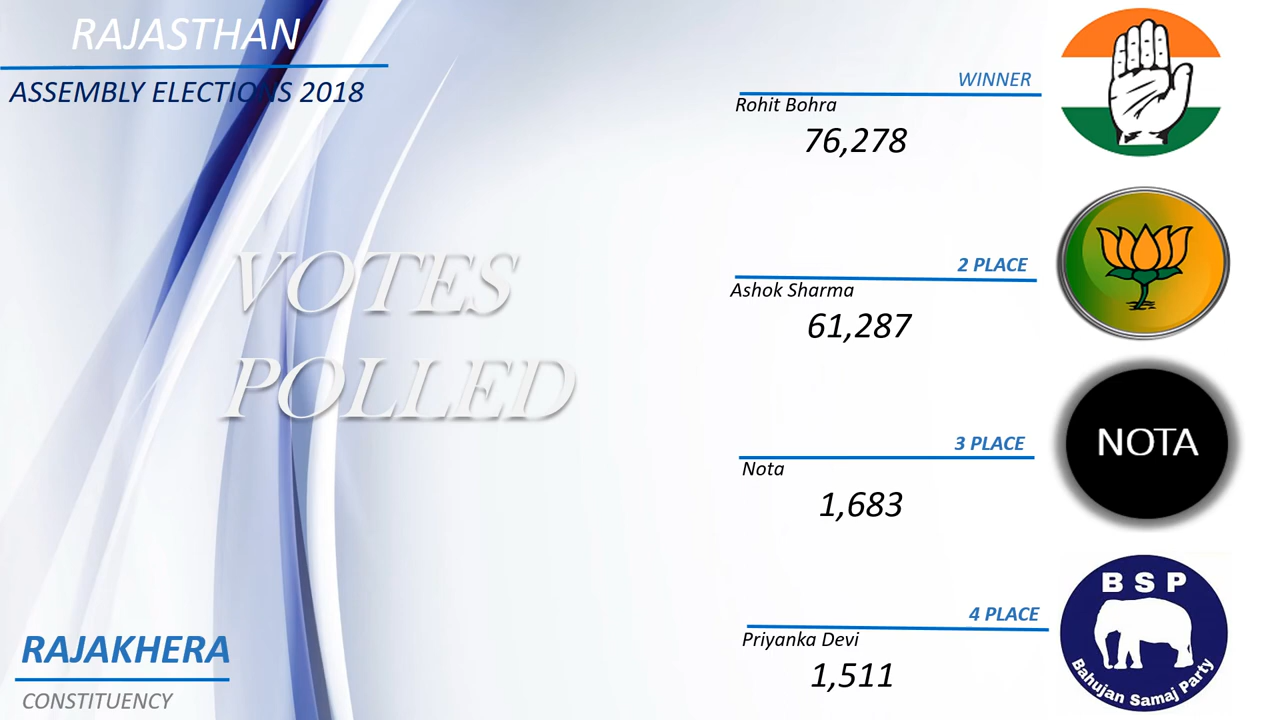 RAJASTHAN
ASSEMBLY ELECTIONS 2018
VOTES
POLLED
RAJAKHERA
CONSTITUENCY
WINNER
Rohit Bohra
76,278
2 PLACE
Ashok Sharma
61,287
3 PLACE
Nota
1,683
NOTA
4 PLACE
Priyanka Devi
1,511
BSP
Bahujan Samaj Party